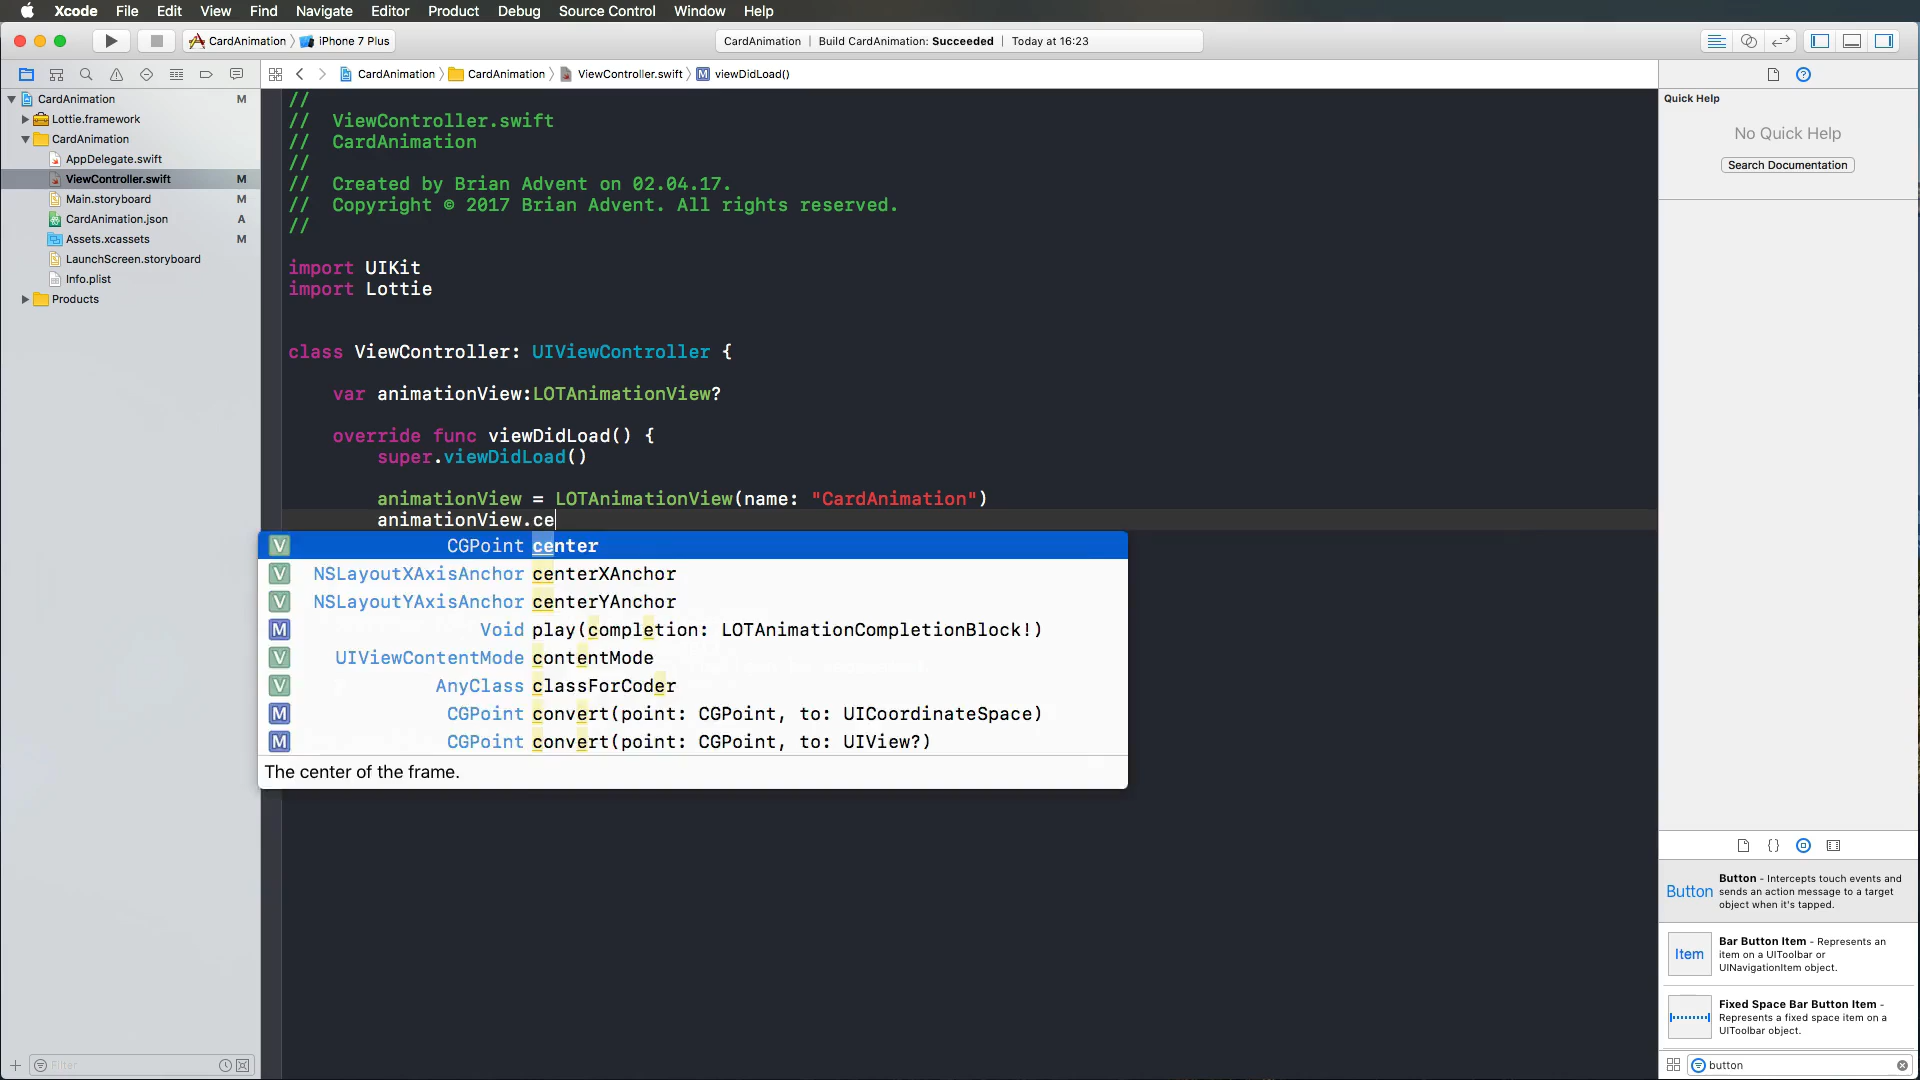 Xcode File Edit View Find Navigate Editor Product Debug Source Control Window Help
CardAnimation iPhone 7 Plus
CardAnimation | Build CardAnimation: Succeeded | Today at 16:23
CardAnimation CardAnimation ViewController.swift M viewDidLoad()
CardAnimation M
Lottie.framework
CardAnimation
AppDelegate.swift
ViewController.swift M
Main.storyboard M
CardAnimation.json A
Assets.xcassets M
LaunchScreen.storyboard
Info.plist
Products
Filter
//
// ViewController.swift
// CardAnimation
//
// Created by Brian Advent on 02.04.17.
// Copyright © 2017 Brian Advent. All rights reserved.
//
import UIKit
import Lottie
class ViewController: UIViewController {
var animationView:LOTAnimationView?
override func viewDidLoad() {
super.viewDidLoad()
animationView = LOTAnimationView(name: "CardAnimation")
animationView.ce
V CGPoint center
V NSLayoutXAxisAnchor centerXAnchor
V NSLayoutYAxisAnchor centerYAnchor
M Void play(completion: LOTAnimationCompletionBlock!)
V UIViewContentMode contentMode
V AnyClass classForCoder
M CGPoint convert(point: CGPoint, to: UICoordinateSpace)
M CGPoint convert(point: CGPoint, to: UIView?)
The center of the frame.
Quick Help
No Quick Help
Search Documentation
Button
Button - Intercepts touch events and
sends an action message to a target
object when it's tapped.
Item
Bar Button Item - Represents an
item on a UIToolbar or
UINavigationItem object.
Fixed Space Bar Button Item -
Represents a fixed space item on a
UIToolbar object.
button